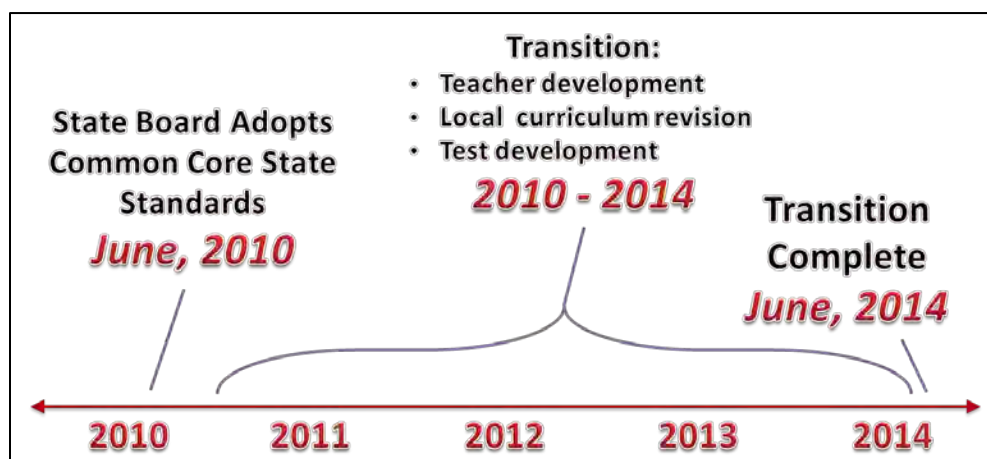 State Board Adopts
Common Core State
Standards
June, 2010
Transition:
• Teacher development
• Local curriculum revision
• Test development
2010 - 2014
Transition
Complete
June, 2014
2010 2011 2012 2013 2014